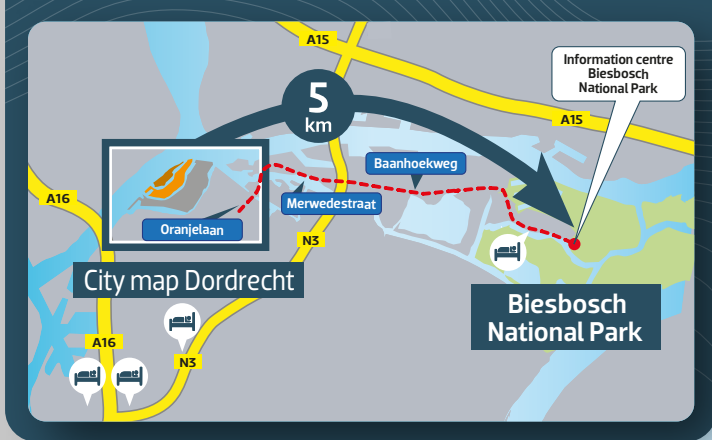 A15
Information centre
Biesbosch
National Park
5
km
A15
Baanhoekweg
A16
Merwedestraat
Oranjelaan
N3
City map Dordrecht
Biesbosch
National Park
A16
N3